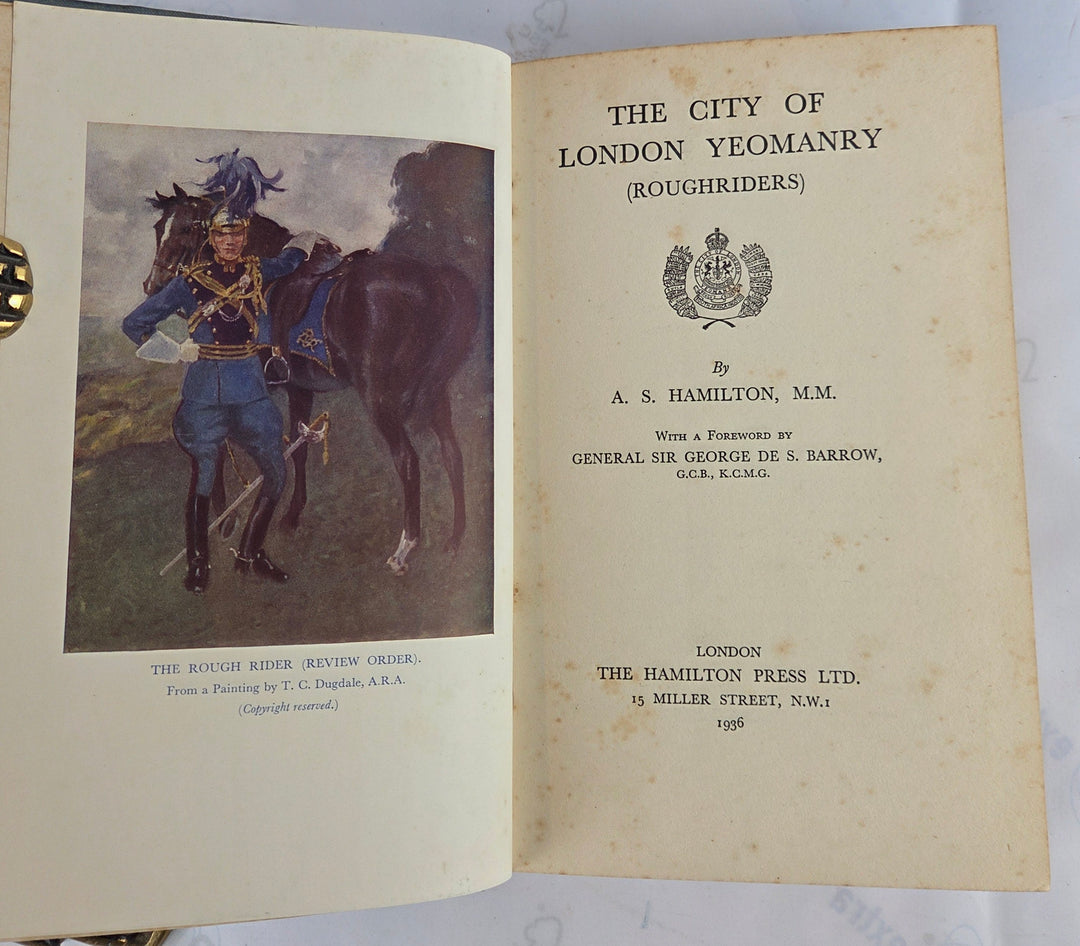 THE ROUGH RIDER (REVIEW ORDER).
From a Painting by T. C. Dugdale, A.R.A.
(Copyright reserved.)
THE CITY OF
LONDON YEOMANRY
(ROUGHRIDERS)
By
A. S. HAMILTON, M.M.
WITH A FOREWORD BY
GENERAL SIR GEORGE DE S. BARROW,
G.C.B., K.C.M.G.
LONDON
THE HAMILTON PRESS LTD.
15 MILLER STREET, N.W.1
1936
extra